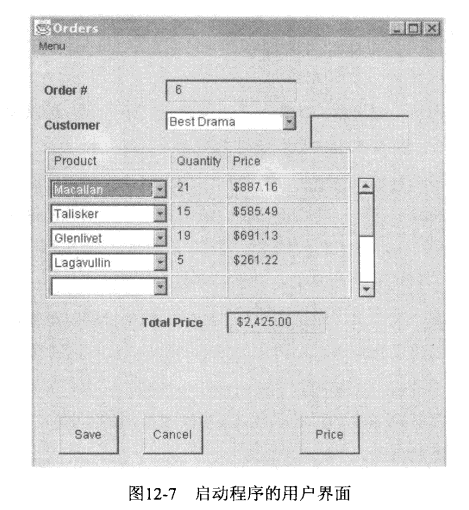 Orders
Menu
Order # 6
Customer Best Drama
Product Quantity Price
Macallan 21 $887.16
Talisker 15 $585.49
Glenlivet 19 $691.13
Lagavullin 5 $261.22
Total Price $2,425.00
Save Cancel Price
图12-7 启动程序的用户界面